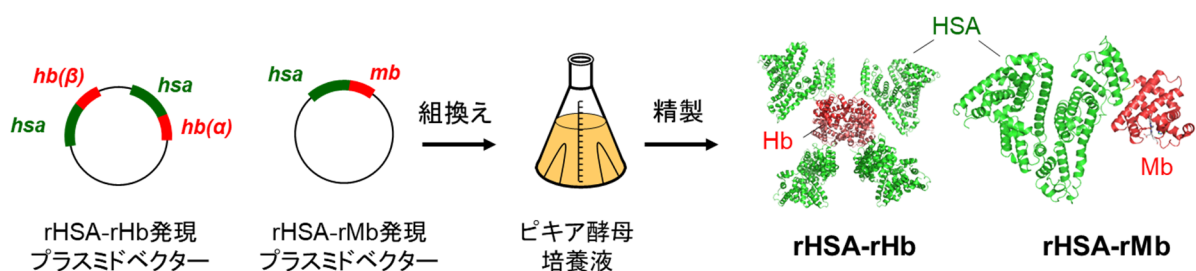 hb(β)
hsa
hsa
hb(α)
rHSA-rHb発現
プラスミドベクター
hsa
mb
rHSA-rMb発現
プラスミドベクター
組換え
ピキア酵母
培養液
精製
HSA
Hb
rHSA-rHb
Mb
rHSA-rMb